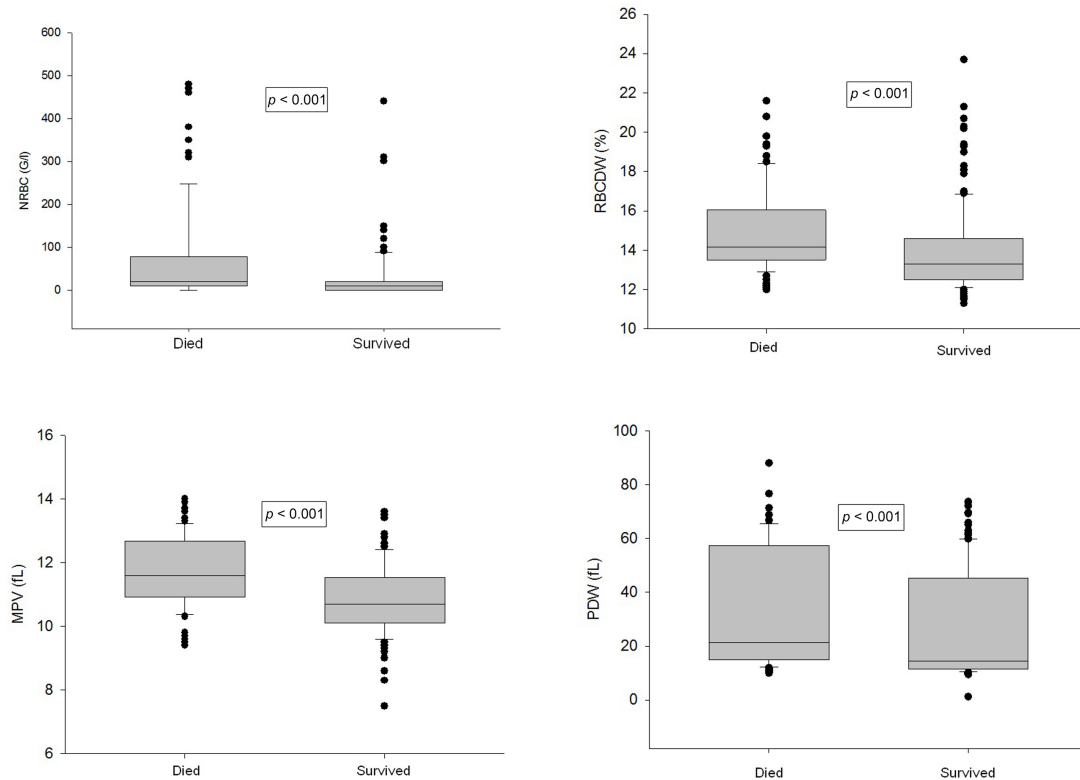 600
500
400
300
200
100
0
NRBC (G/l)
p < 0.001
Died
Survived
26
24
22
20
18
16
14
12
10
RBCDW (%)
p < 0.001
Died
Survived
16
14
12
10
8
6
MPV (fL)
p < 0.001
Died
Survived
100
80
60
40
20
0
PDW (fL)
p < 0.001
Died
Survived